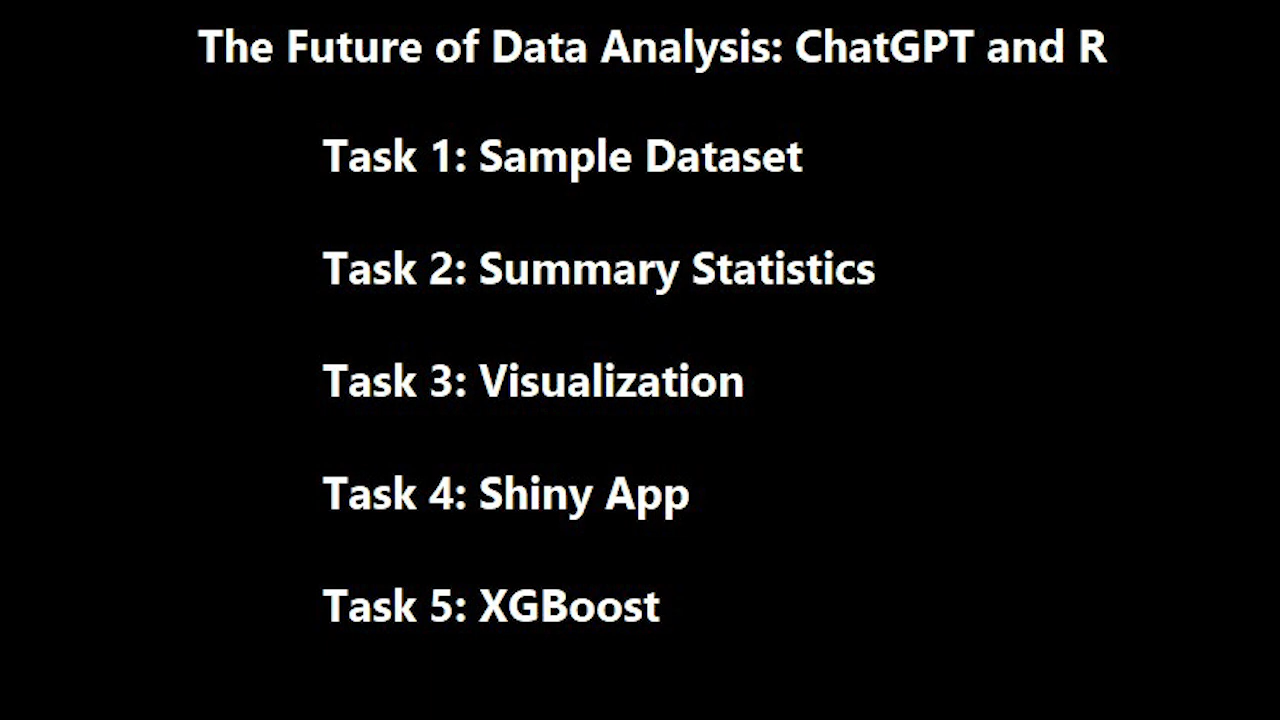 The Future of Data Analysis: ChatGPT and R
Task 1: Sample Dataset
Task 2: Summary Statistics
Task 3: Visualization
Task 4: Shiny App
Task 5: XGBoost